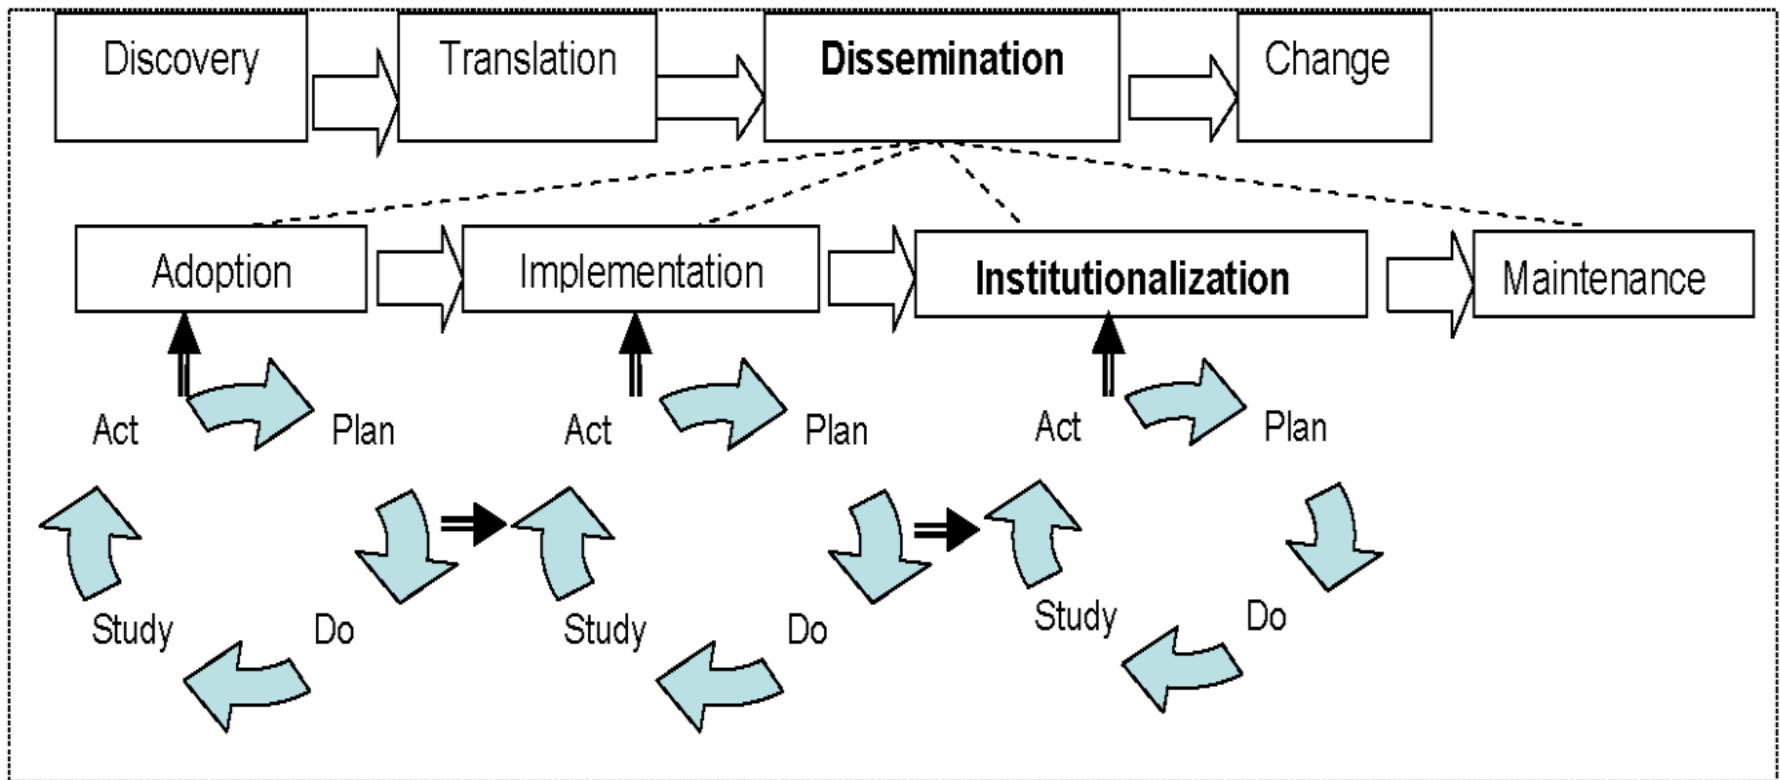 Discovery
Translation
Dissemination
Change
Adoption
Implementation
Institutionalization
Maintenance
Act
Plan
Act
Plan
Act
Plan
Study
Do
Study
Do
Study
Do